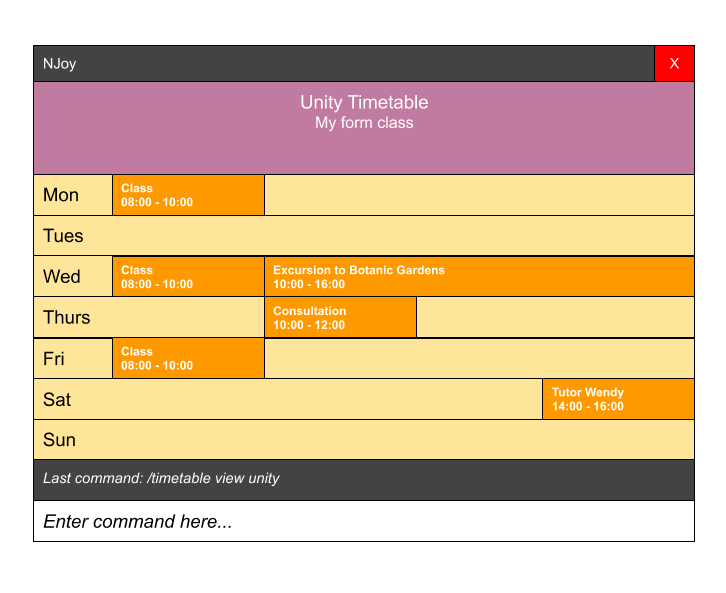 NJoy
X
Unity Timetable
My form class
Mon
Class
08:00 - 10:00
Tues
Wed
Class
08:00 - 10:00
Excursion to Botanic Gardens
10:00 - 16:00
Thurs
Consultation
10:00 - 12:00
Fri
Class
08:00 - 10:00
Sat
Tutor Wendy
14:00 - 16:00
Sun
Last command: /timetable view unity
Enter command here...